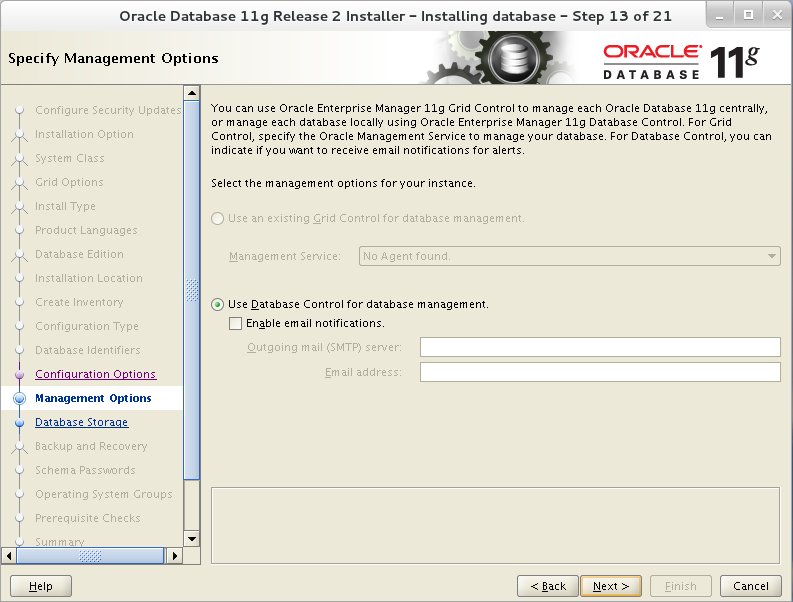 Oracle Database 11g Release 2 Installer - Installing database - Step 13 of 21
Specify Management Options
ORACLE
DATABASE
11g
Configure Security Updates
Installation Option
System Class
Grid Options
Install Type
Product Languages
Database Edition
Installation Location
Create Inventory
Configuration Type
Database Identifiers
Configuration Options
Management Options
Database Storage
Backup and Recovery
Schema Passwords
Operating System Groups
Prerequisite Checks
Summary
You can use Oracle Enterprise Manager 11g Grid Control to manage each Oracle Database 11g centrally,
or manage each database locally using Oracle Enterprise Manager 11g Database Control. For Grid
Control, specify the Oracle Management Service to manage your database. For Database Control, you can
indicate if you want to receive email notifications for alerts.
Select the management options for your instance.
Use an existing Grid Control for database management.
Management Service: No Agent found.
Use Database Control for database management.
Enable email notifications.
Outgoing mail (SMTP) server:
Email address:
Help
< Back
Next >
Finish
Cancel